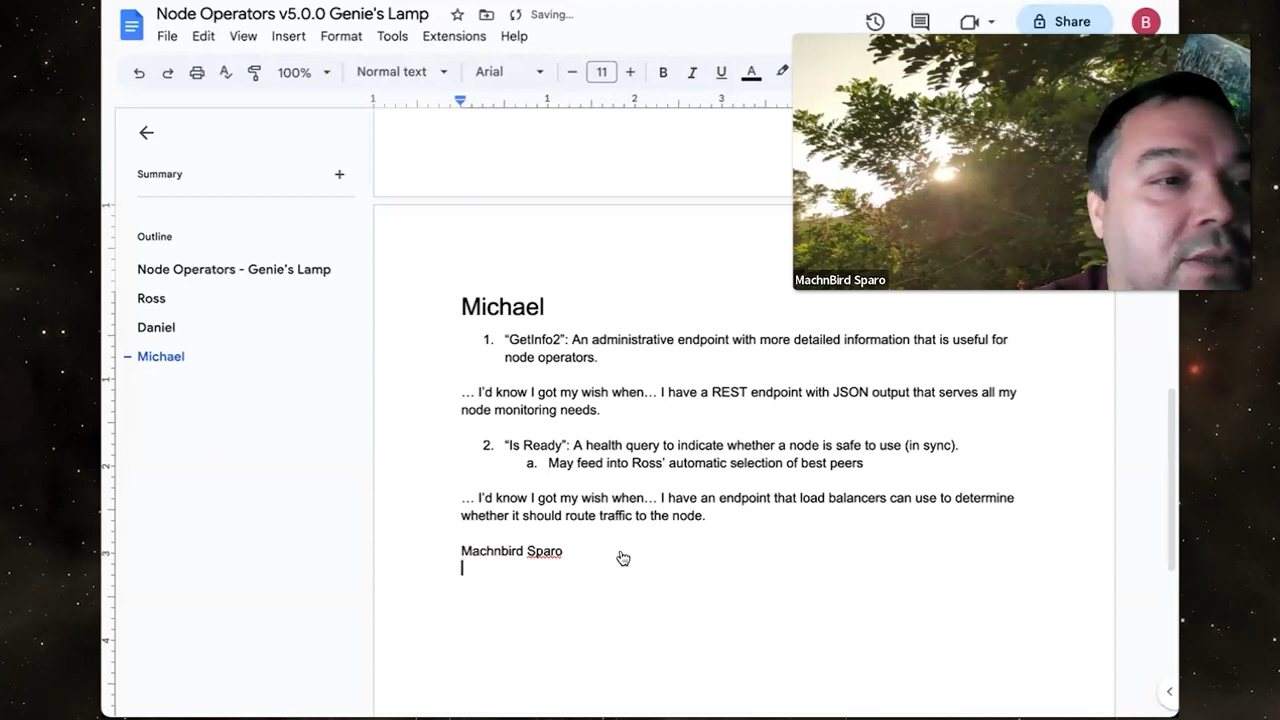 Node Operators v5.0.0 Genie's Lamp
Saving...
File Edit View Insert Format Tools Extensions Help
Share
B
100% Normal text Arial 11 B I U A
1 1 2 3
MachnBird Sparo
Summary
Outline
Node Operators - Genie's Lamp
Ross
Daniel
Michael
1
1
2
3
4
Michael
1. “GetInfo2”: An administrative endpoint with more detailed information that is useful for
node operators.
… I’d know I got my wish when… I have a REST endpoint with JSON output that serves all my
node monitoring needs.
2. “Is Ready”: A health query to indicate whether a node is safe to use (in sync).
a. May feed into Ross’ automatic selection of best peers
… I’d know I got my wish when… I have an endpoint that load balancers can use to determine
whether it should route traffic to the node.
Machnbird Sparo